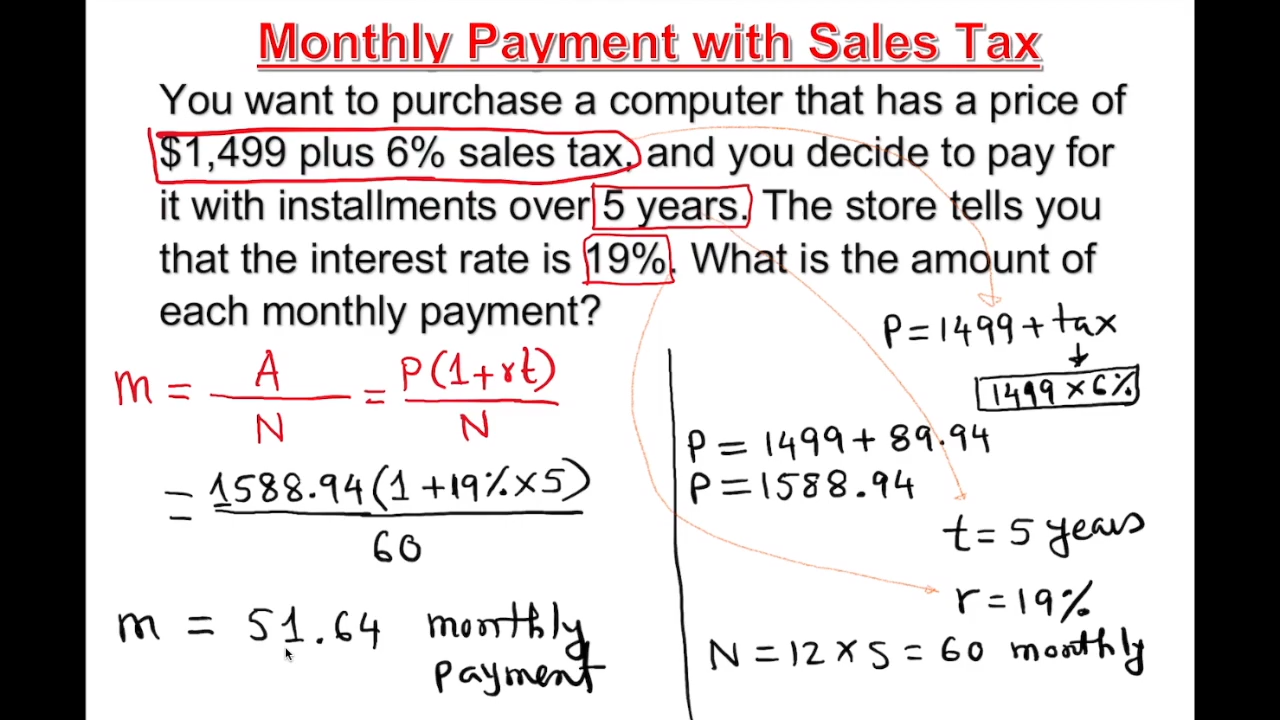 Monthly Payment with Sales Tax
You want to purchase a computer that has a price of
$1,499 plus 6% sales tax, and you decide to pay for
it with installments over 5 years. The store tells you
that the interest rate is 19%. What is the amount of
each monthly payment?
m = A/N = P(1+rt)/N
= 1588.94(1+19%×5)/60
m = 51.64 monthly
payment
P = 1499 + tax
1499 × 6%
P = 1499 + 89.94
P = 1588.94
t = 5 years
r = 19%
N = 12 × 5 = 60 monthly